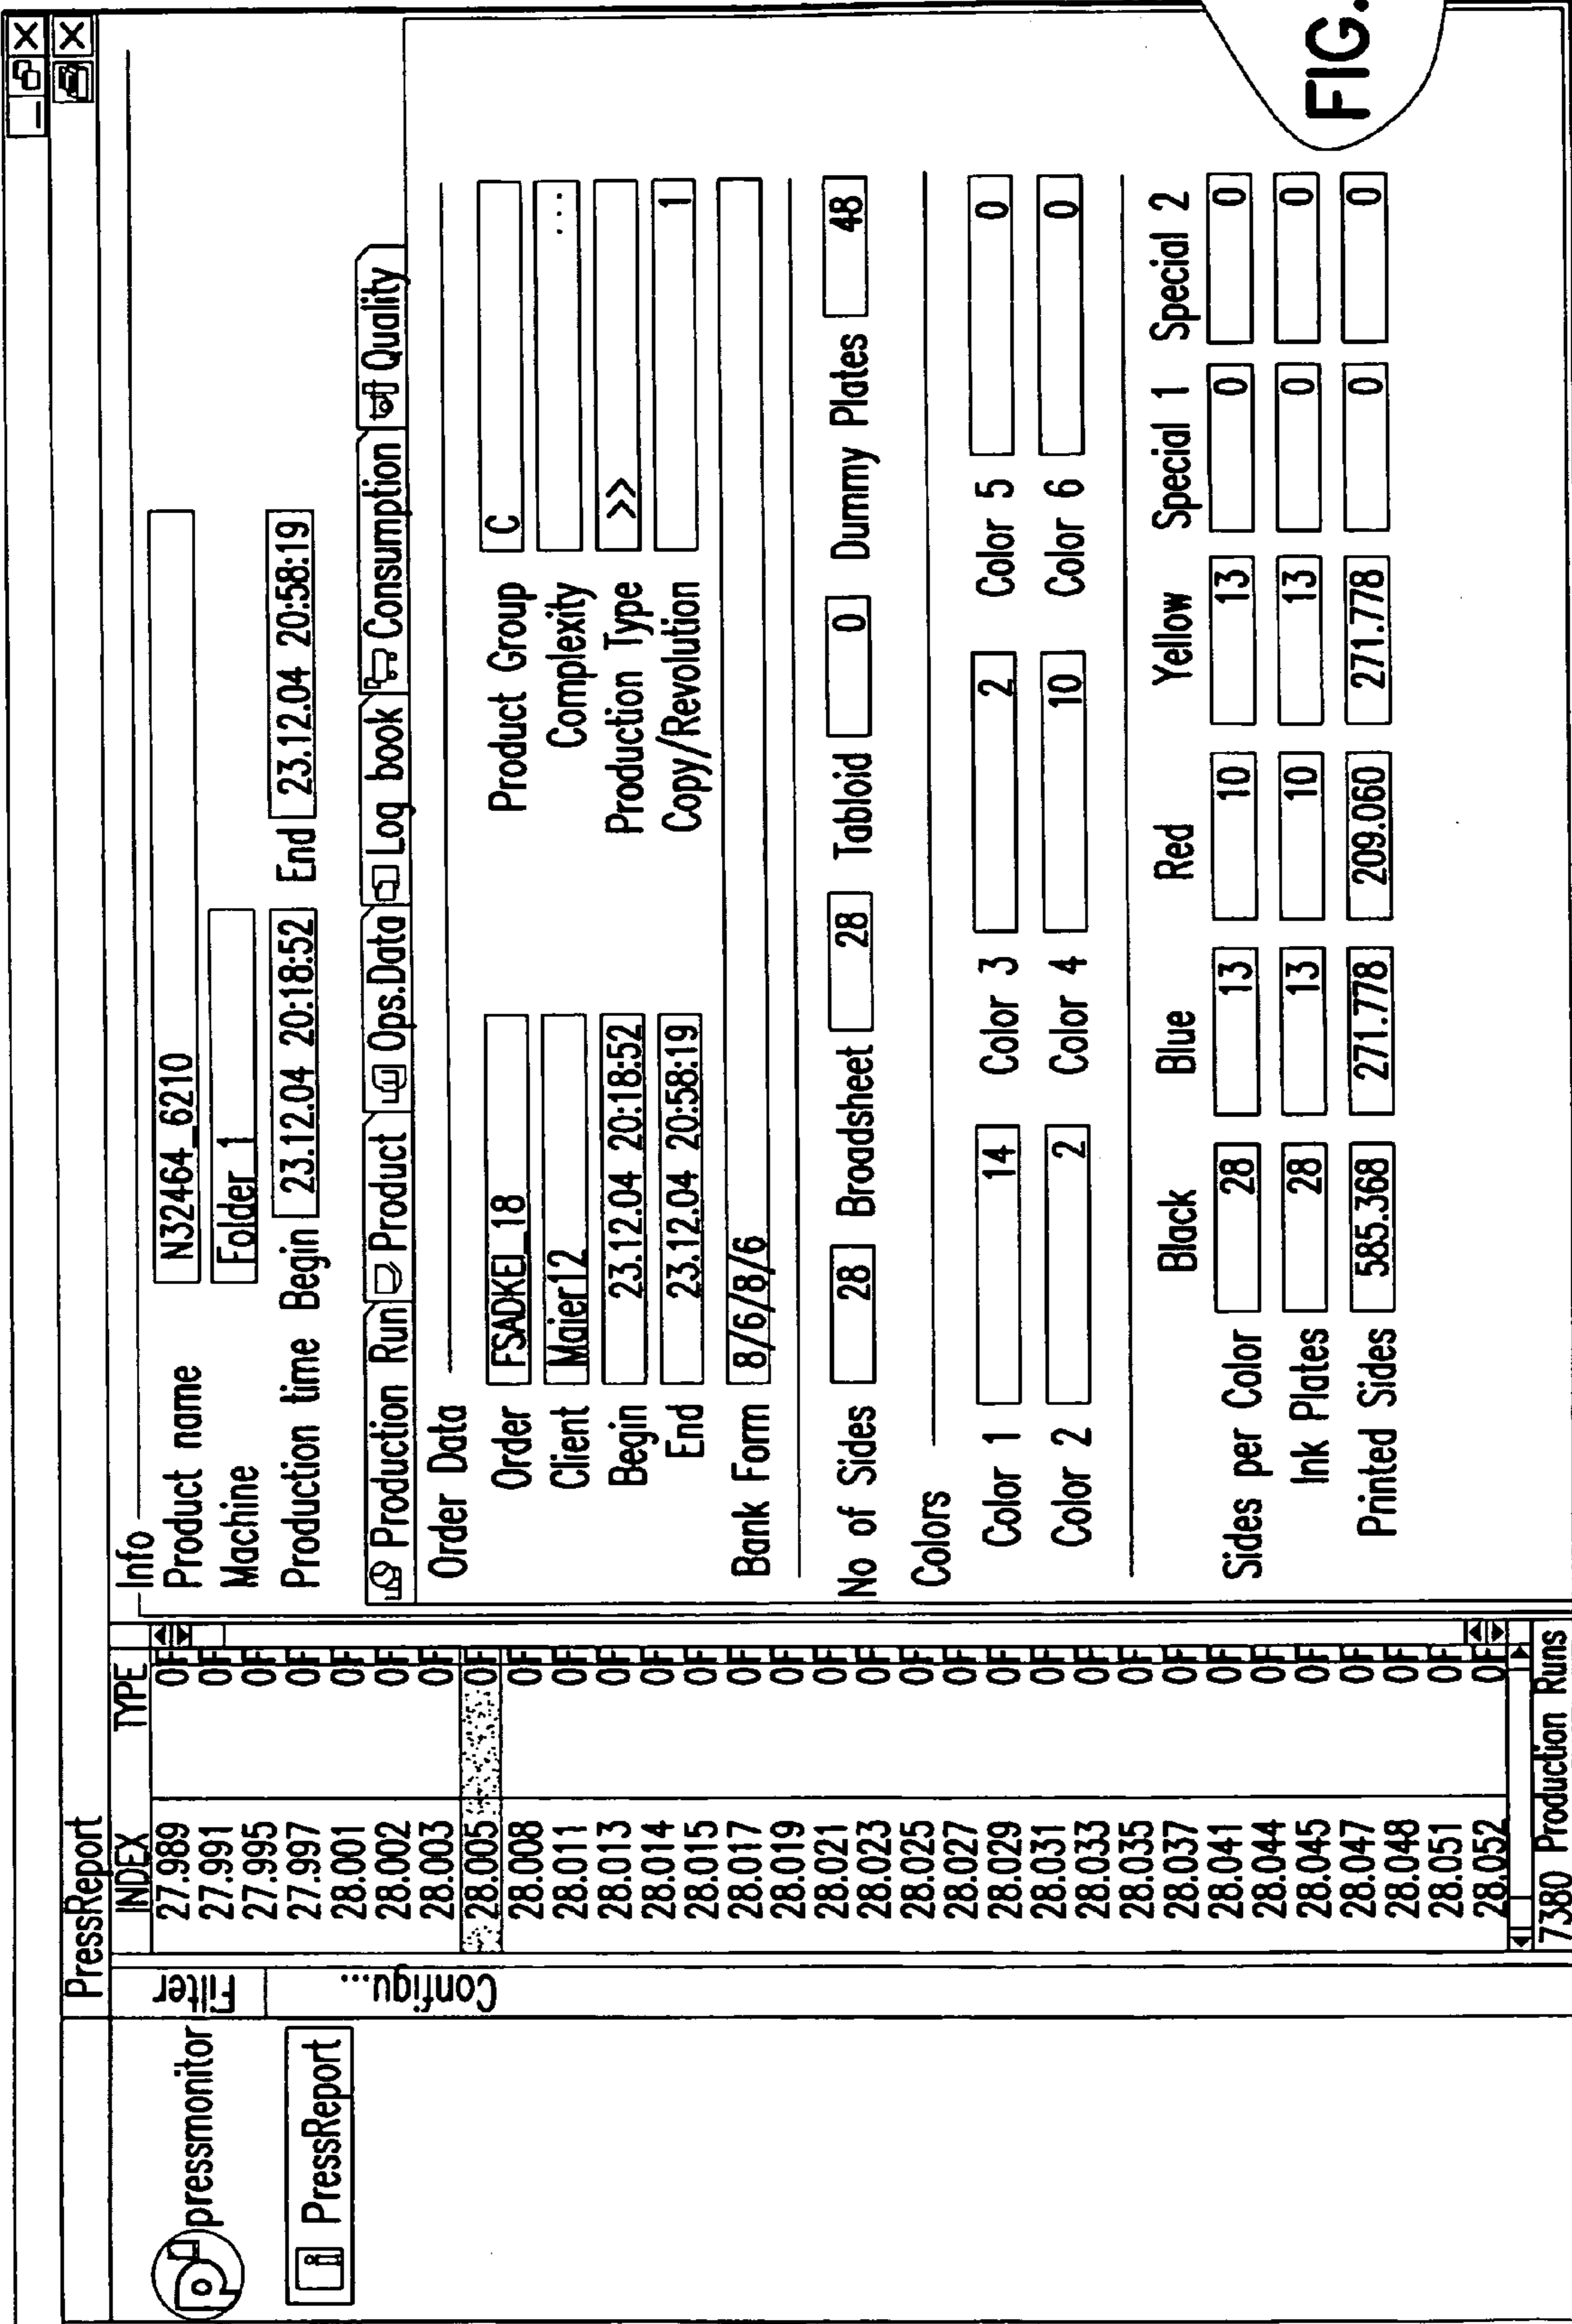 PressReport
pressmonitor
PressReport
Filter
Configu...
INDEX TYPE
27.989 OF
27.991 OF
27.995 OF
27.997 OF
28.001 OF
28.002 OF
28.003 OF
28.005 OF
28.008 OF
28.011 OF
28.013 OF
28.014 OF
28.015 OF
28.017 OF
28.019 OF
28.021 OF
28.023 OF
28.025 OF
28.027 OF
28.029 OF
28.031 OF
28.033 OF
28.035 OF
28.037 OF
28.041 OF
28.044 OF
28.045 OF
28.047 OF
28.048 OF
28.051 OF
28.052 OF
7380 Production Runs
Info
Product name N32464_6210
Machine Folder 1
Production time Begin 23.12.04 20:18:52 End 23.12.04 20:58:19
Production Run Product Ops.Data Log book Consumption Quality
Order Data
Order FSADKEI_18 Product Group C
Client Maier12 Complexity ...
Begin 23.12.04 20:18:52 Production Type >>
End 23.12.04 20:58:19 Copy/Revolution 1
Bank Form 8/6/8/6
No of Sides 28 Broadsheet 28 Tabloid 0 Dummy Plates 48
Colors
Color 1 14 Color 3 2 Color 5 0
Color 2 2 Color 4 10 Color 6 0
Black Blue Red Yellow Special 1 Special 2
Sides per Color 28 13 10 13 0 0
Ink Plates 28 13 10 13 0 0
Printed Sides 585.368 271.778 209.060 271.778 0 0
FIG.